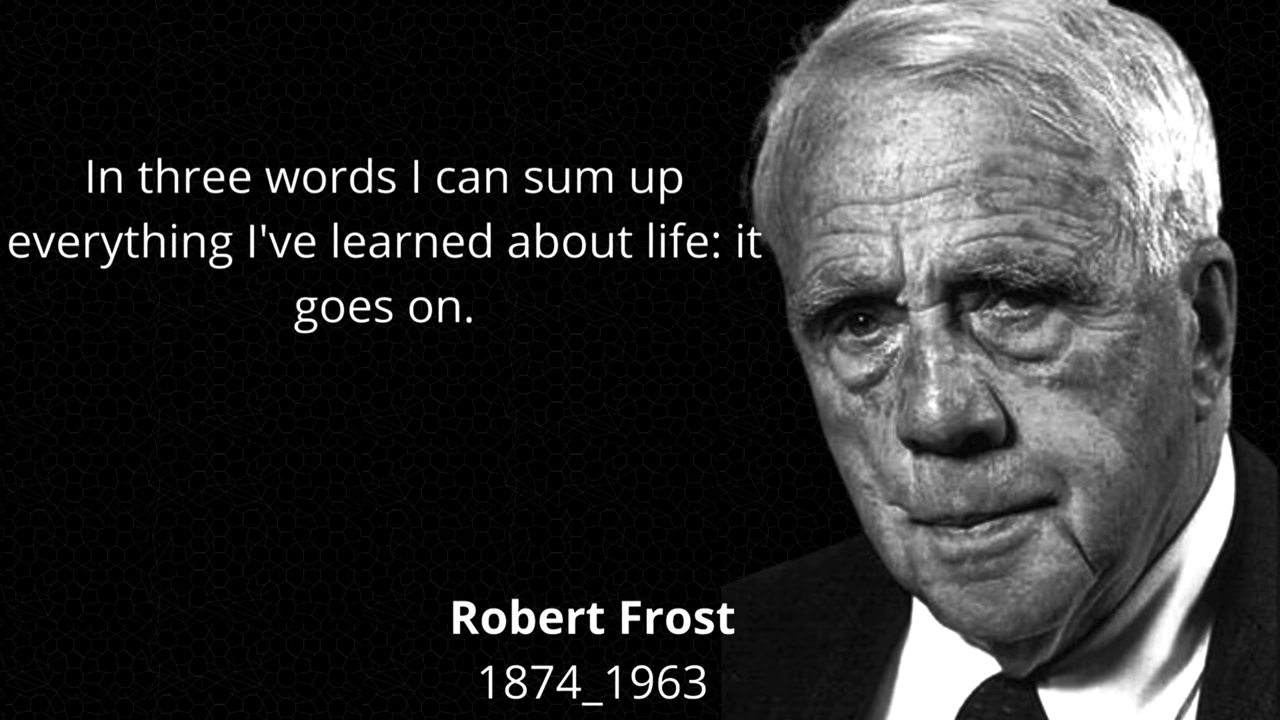 In three words I can sum up
everything I've learned about life: it
goes on.
Robert Frost
1874_1963